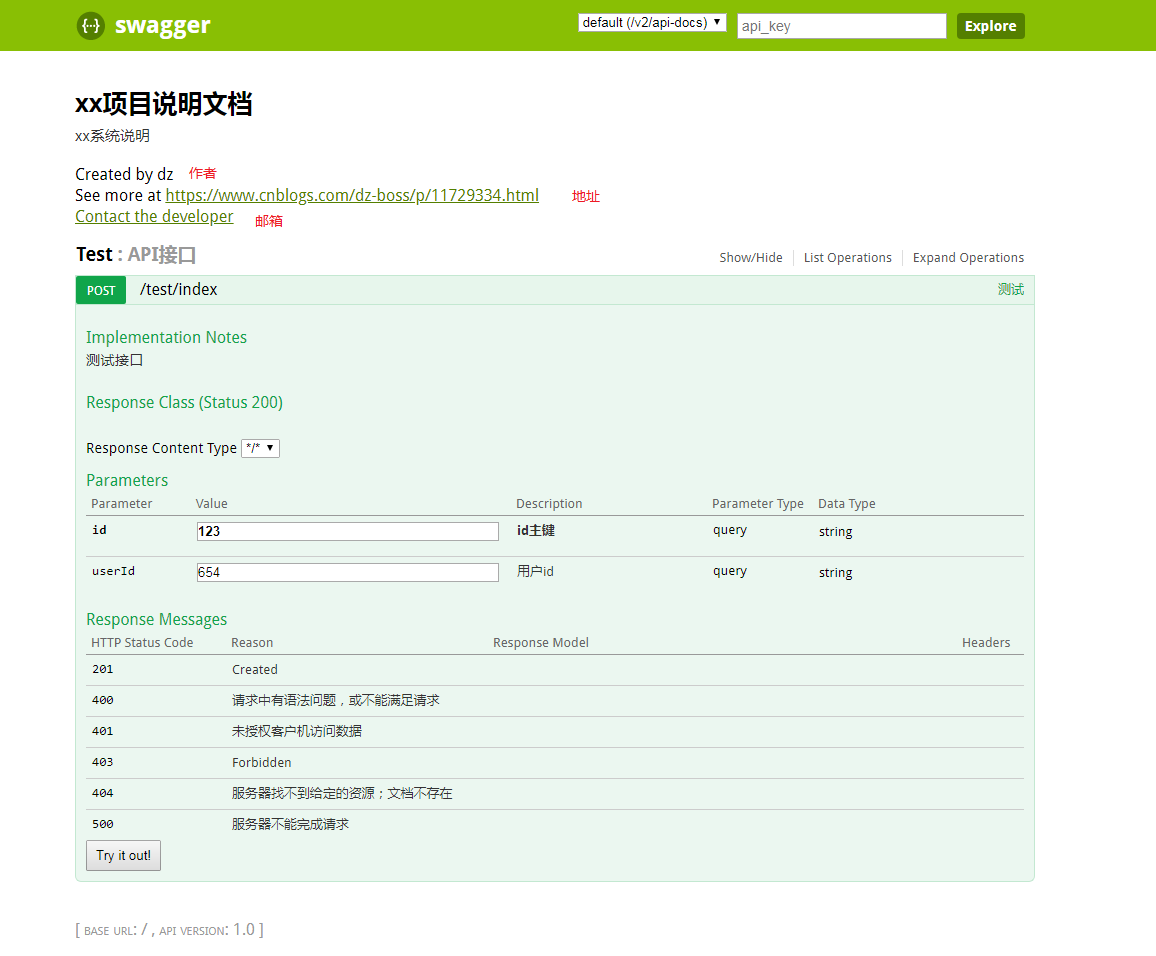 {··} swagger default (/v2/api-docs) api_key Explore
xx项目说明文档
xx系统说明
Created by dz 作者
See more at https://www.cnblogs.com/dz-boss/p/11729334.html 地址
Contact the developer 邮箱
Test : API接口 Show/Hide List Operations Expand Operations
POST /test/index 测试
Implementation Notes
测试接口
Response Class (Status 200)
Response Content Type */*
Parameters
Parameter Value Description Parameter Type Data Type
id 123 id主键 query string
userId 654 用户id query string
Response Messages
HTTP Status Code Reason Response Model Headers
201 Created
400 请求中有语法问题，或不能满足请求
401 未授权客户机访问数据
403 Forbidden
404 服务器找不到给定的资源；文档不存在
500 服务器不能完成请求
Try it out!
[ BASE URL: / , API VERSION: 1.0 ]